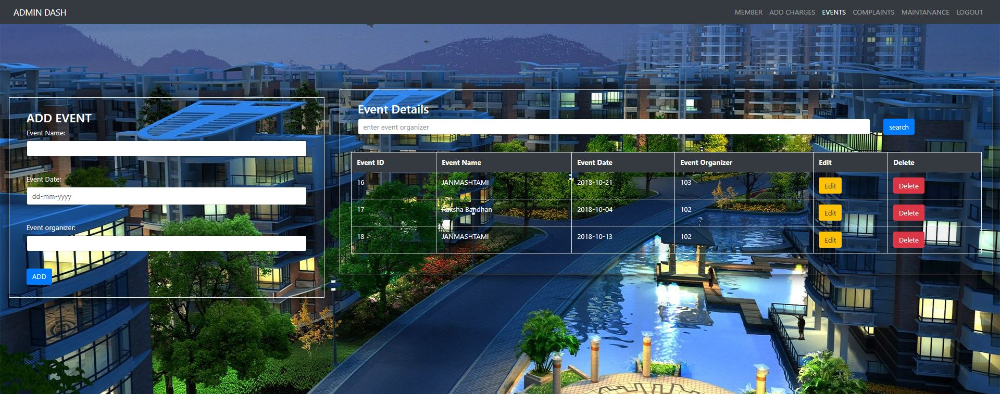 ADMIN DASH
MEMBER ADD CHARGES EVENTS COMPLAINTS MAINTANANCE LOGOUT
ADD EVENT
Event Name:
Event Date:
dd-mm-yyyy
Event organizer:
ADD
Event Details
enter event organizer search
Event ID Event Name Event Date Event Organizer Edit Delete
16 JANMASHTAMI 2018-10-21 103 Edit Delete
17 Raksha Bandhan 2018-10-04 102 Edit Delete
18 JANMASHTAMI 2018-10-13 102 Edit Delete